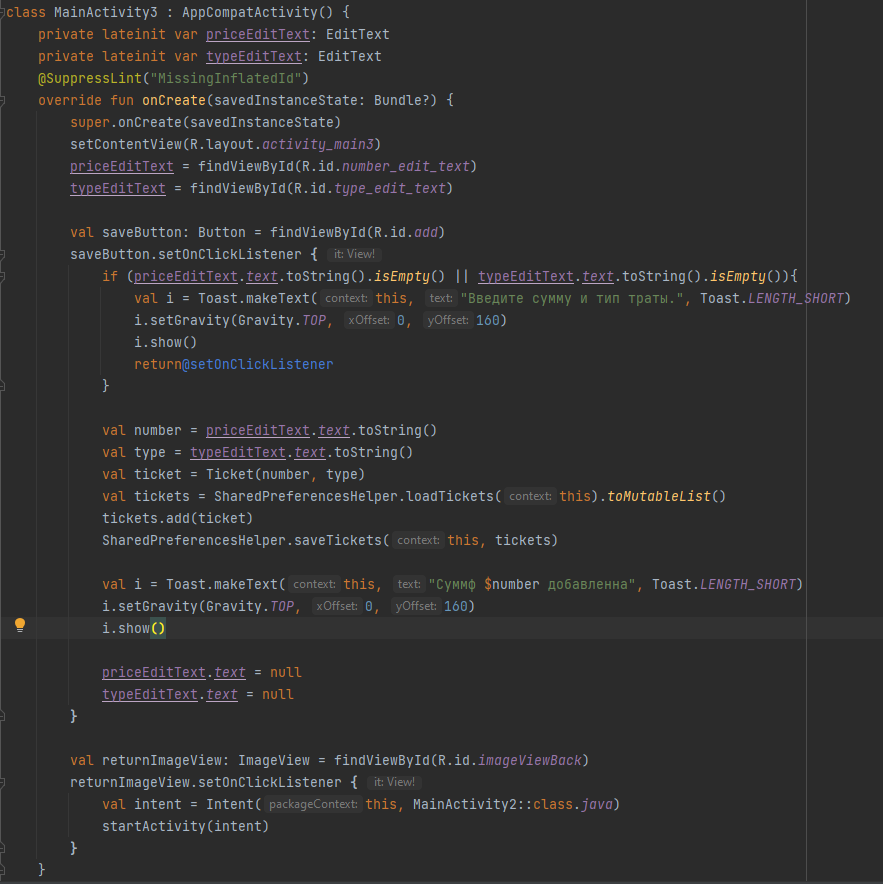 class MainActivity3 : AppCompatActivity() {
    private lateinit var priceEditText: EditText
    private lateinit var typeEditText: EditText
    @SuppressLint("MissingInflatedId")
    override fun onCreate(savedInstanceState: Bundle?) {
        super.onCreate(savedInstanceState)
        setContentView(R.layout.activity_main3)
        priceEditText = findViewById(R.id.number_edit_text)
        typeEditText = findViewById(R.id.type_edit_text)

        val saveButton: Button = findViewById(R.id.add)
        saveButton.setOnClickListener { it: View!
            if (priceEditText.text.toString().isEmpty() || typeEditText.text.toString().isEmpty()){
                val i = Toast.makeText( context: this, text: "Введите сумму и тип траты.", Toast.LENGTH_SHORT)
                i.setGravity(Gravity.TOP, xOffset: 0, yOffset: 160)
                i.show()
                return@setOnClickListener
            }

            val number = priceEditText.text.toString()
            val type = typeEditText.text.toString()
            val ticket = Ticket(number, type)
            val tickets = SharedPreferencesHelper.loadTickets( context: this).toMutableList()
            tickets.add(ticket)
            SharedPreferencesHelper.saveTickets( context: this, tickets)

            val i = Toast.makeText( context: this, text: "Суммф $number добавленна", Toast.LENGTH_SHORT)
            i.setGravity(Gravity.TOP, xOffset: 0, yOffset: 160)
            i.show()

            priceEditText.text = null
            typeEditText.text = null
        }

        val returnImageView: ImageView = findViewById(R.id.imageViewBack)
        returnImageView.setOnClickListener { it: View!
            val intent = Intent( packageContext: this, MainActivity2::class.java)
            startActivity(intent)
        }
    }